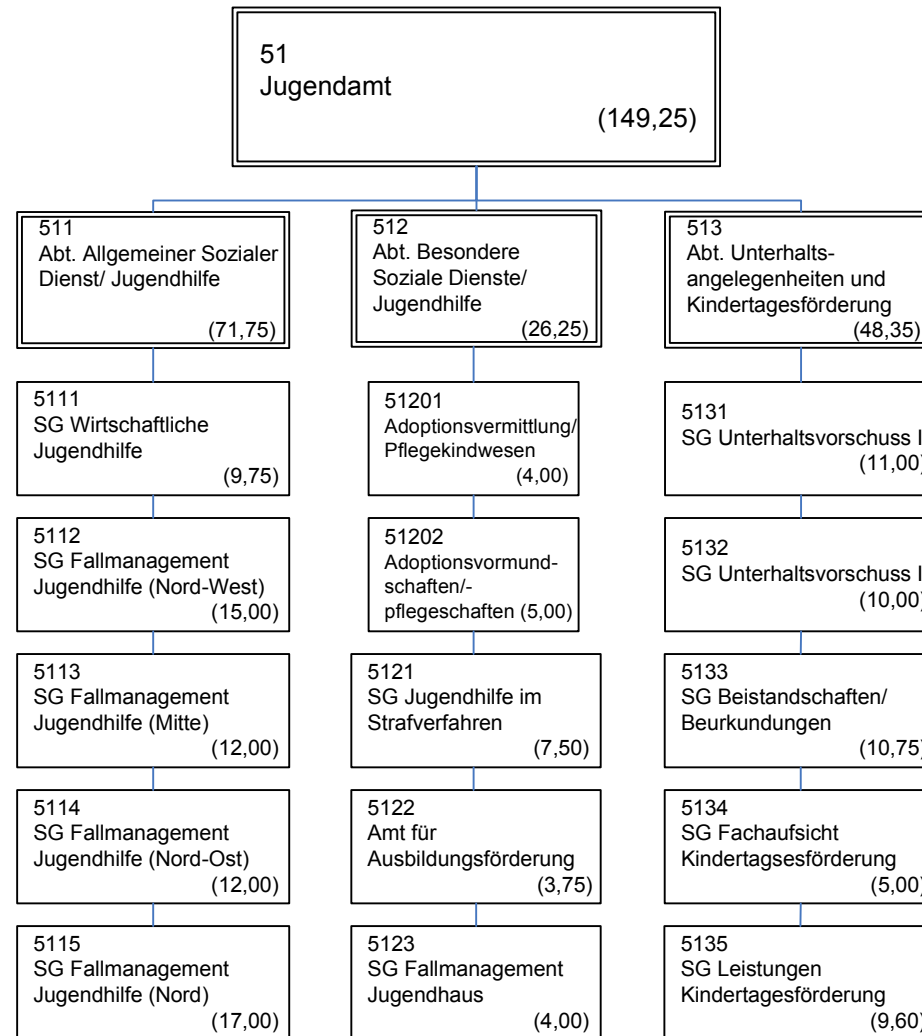 51
Jugendamt
(149,25)
511
Abt. Allgemeiner Sozialer
Dienst/ Jugendhilfe
(71,75)
5111
SG Wirtschaftliche
Jugendhilfe
(9,75)
5112
SG Fallmanagement
Jugendhilfe (Nord-West)
(15,00)
5113
SG Fallmanagement
Jugendhilfe (Mitte)
(12,00)
5114
SG Fallmanagement
Jugendhilfe (Nord-Ost)
(12,00)
5115
SG Fallmanagement
Jugendhilfe (Nord)
(17,00)
512
Abt. Besondere
Soziale Dienste/
Jugendhilfe
(26,25)
51201
Adoptionsvermittlung/
Pflegekindwesen
(4,00)
51202
Adoptionsvormund-
schaften/-
pflegeschaften (5,00)
5121
SG Jugendhilfe im
Strafverfahren
(7,50)
5122
Amt für
Ausbildungsförderung
(3,75)
5123
SG Fallmanagement
Jugendhaus
(4,00)
513
Abt. Unterhalts-
angelegenheiten und
Kindertagesförderung
(48,35)
5131
SG Unterhaltsvorschuss I
(11,00)
5132
SG Unterhaltsvorschuss I
(10,00)
5133
SG Beistandschaften/
Beurkundungen
(10,75)
5134
SG Fachaufsicht
Kindertagsesförderung
(5,00)
5135
SG Leistungen
Kindertagesförderung
(9,60)